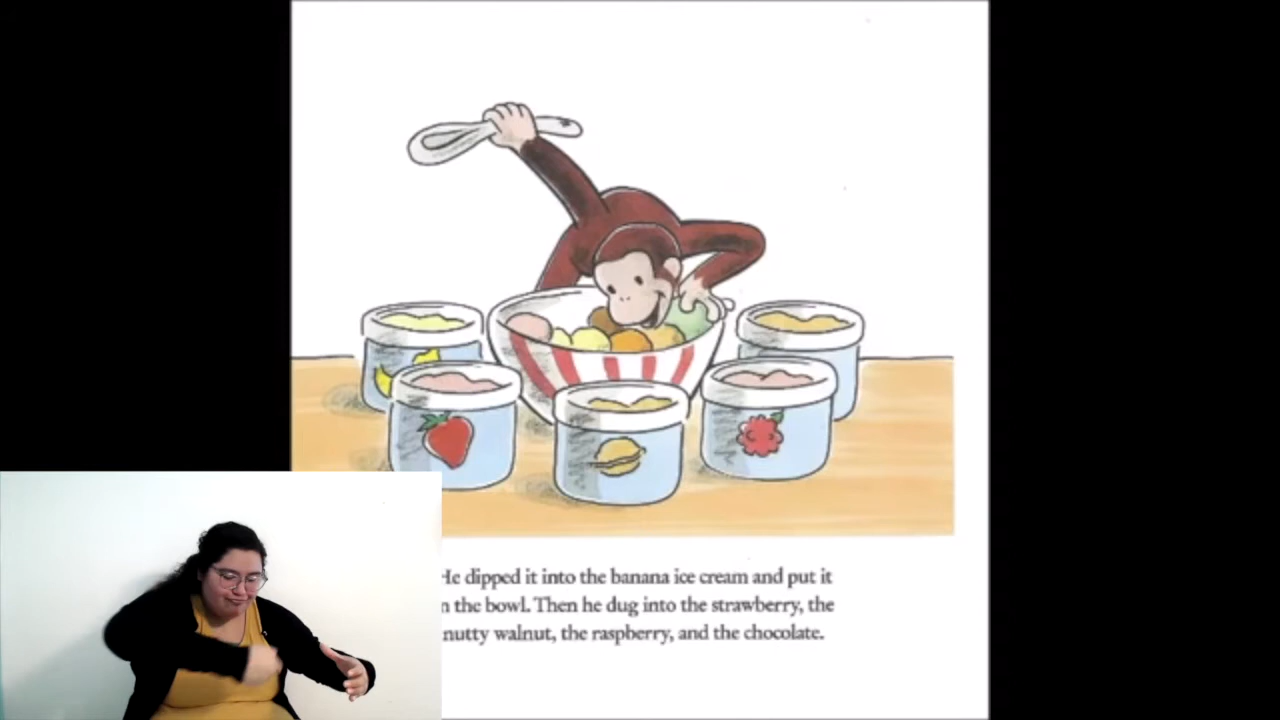 He dipped it into the banana ice cream and put it
n the bowl. Then he dug into the strawberry, the
nutty walnut, the raspberry, and the chocolate.